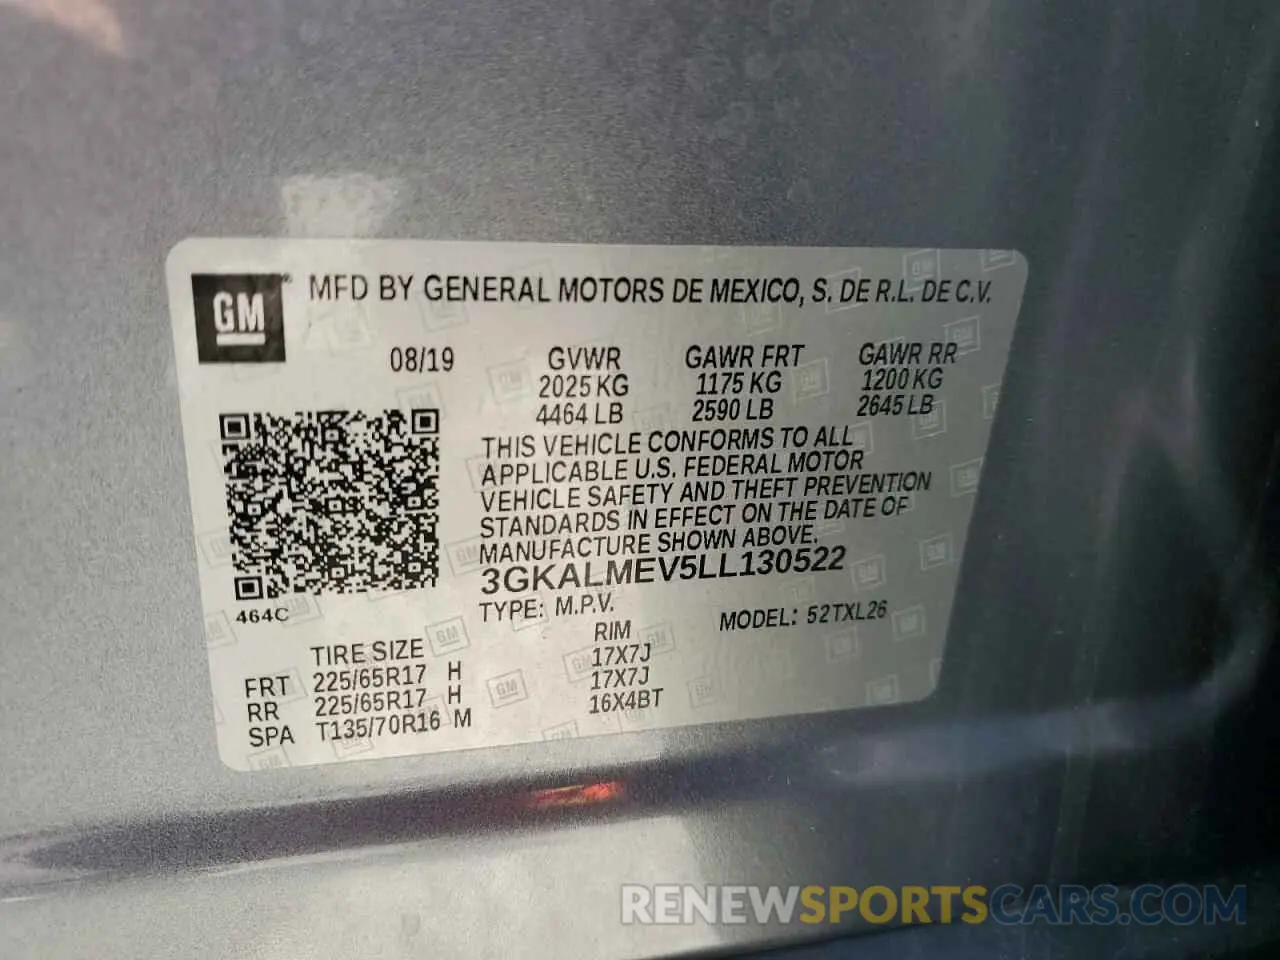 GM® MFD BY GENERAL MOTORS DE MEXICO, S. DE R.L. DE C.V.
08/19 GVWR GAWR FRT GAWR RR
2025 KG 1175 KG 1200 KG
4464 LB 2590 LB 2645 LB
THIS VEHICLE CONFORMS TO ALL
APPLICABLE U.S. FEDERAL MOTOR
VEHICLE SAFETY AND THEFT PREVENTION
STANDARDS IN EFFECT ON THE DATE OF
MANUFACTURE SHOWN ABOVE.
3GKALMEV5LL130522
464C TYPE: M.P.V. MODEL: 52TXL26
TIRE SIZE RIM
FRT 225/65R17 H 17X7J
RR 225/65R17 H 17X7J
SPA T135/70R16 M 16X4BT
RENEWSPORTSCARS.COM